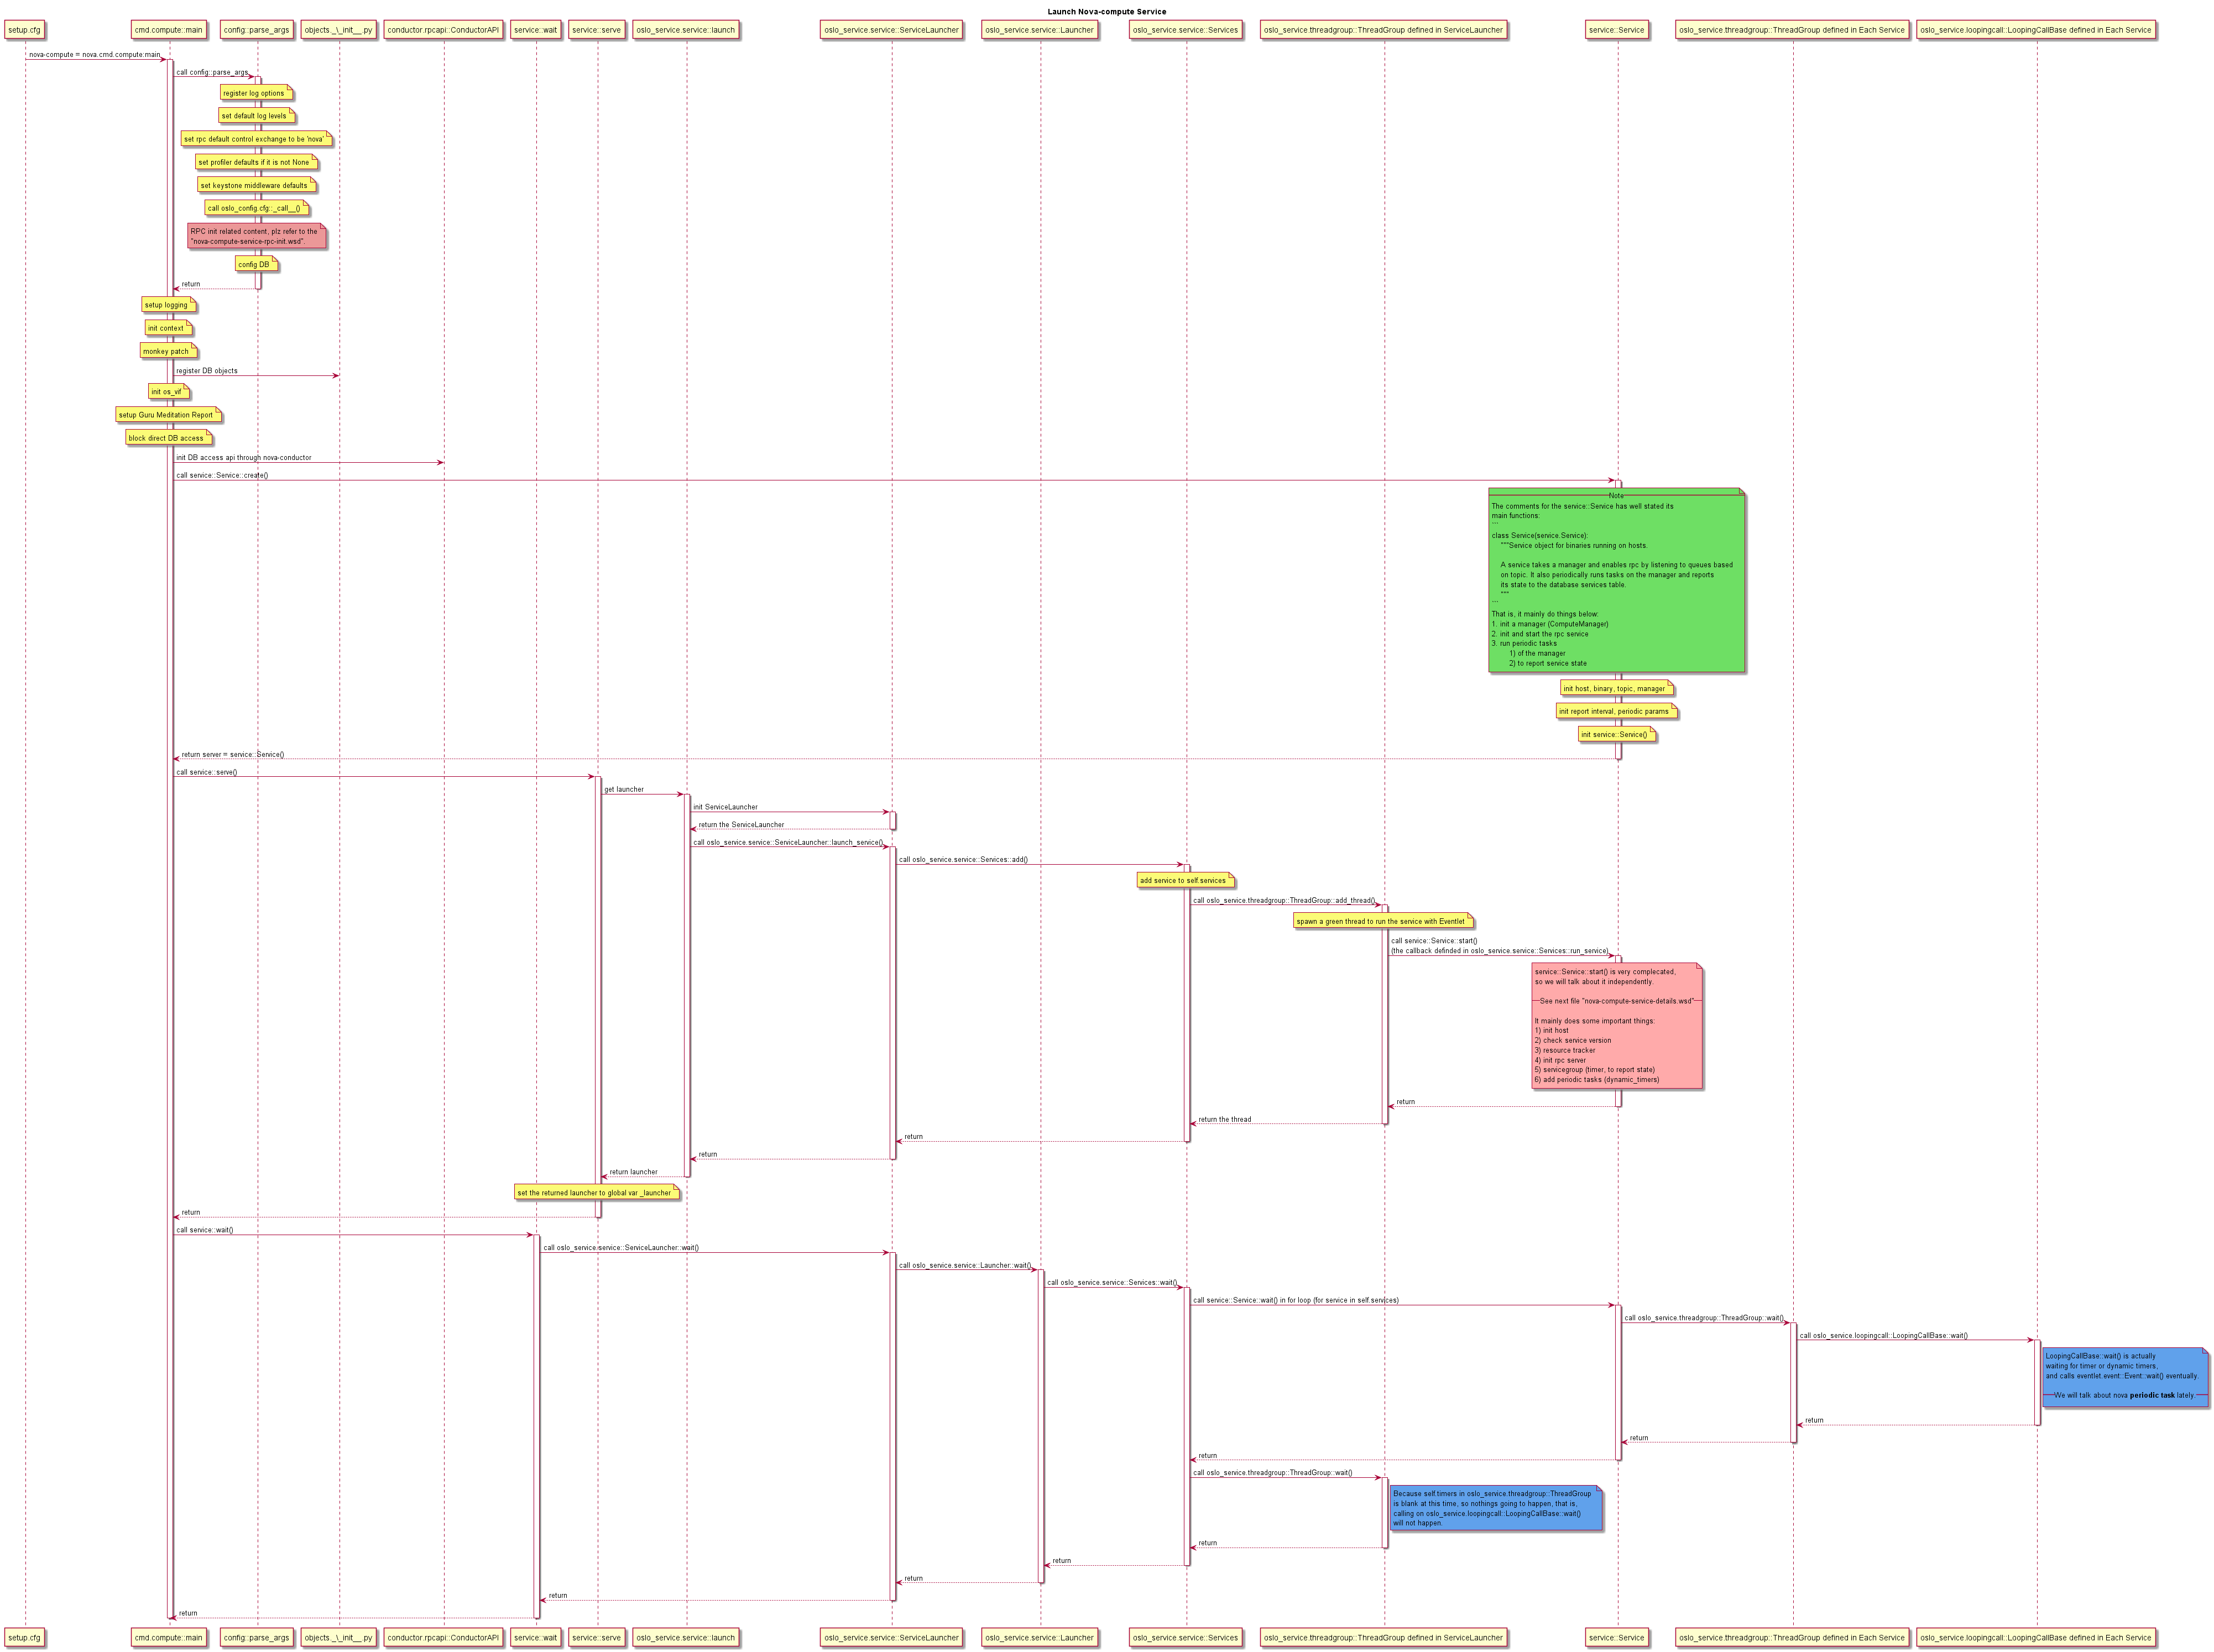 Launch Nova-compute Service
setup.cfg
cmd.compute::main
config::parse_args
objects._\_init__.py
conductor.rpcapi::ConductorAPI
service::wait
service::serve
oslo_service.service::launch
oslo_service.service::ServiceLauncher
oslo_service.service::Launcher
oslo_service.service::Services
oslo_service.threadgroup::ThreadGroup defined in ServiceLauncher
service::Service
oslo_service.threadgroup::ThreadGroup defined in Each Service
oslo_service.loopingcall::LoopingCallBase defined in Each Service
nova-compute = nova.cmd.compute:main
call config::parse_args
register log options
set default log levels
set rpc default control exchange to be 'nova'
set profiler defaults if it is not None
set keystone middleware defaults
call oslo_config.cfg::_call__()
RPC init related content, plz refer to the
"nova-compute-service-rpc-init.wsd".
config DB
return
setup logging
init context
monkey patch
register DB objects
init os_vif
setup Guru Meditation Report
block direct DB access
init DB access api through nova-conductor
call service::Service::create()
Note
The comments for the service::Service has well stated its
main functions:
```
class Service(service.Service):
"""Service object for binaries running on hosts.
A service takes a manager and enables rpc by listening to queues based
on topic. It also periodically runs tasks on the manager and reports
its state to the database services table.
"""
```
That is, it mainly do things below:
1. init a manager (ComputeManager)
2. init and start the rpc service
3. run periodic tasks
1) of the manager
2) to report service state
init host, binary, topic, manager
init report interval, periodic params
init service::Service()
return server = service::Service()
call service::serve()
get launcher
init ServiceLauncher
return the ServiceLauncher
call oslo_service.service::ServiceLauncher::launch_service()
call oslo_service.service::Services::add()
add service to self.services
call oslo_service.threadgroup::ThreadGroup::add_thread()
spawn a green thread to run the service with Eventlet
call service::Service::start()
(the callback definded in oslo_service.service::Services::run_service)
service::Service::start() is very complecated,
so we will talk about it independently.
See next file "nova-compute-service-details.wsd"
It mainly does some important things:
1) init host
2) check service version
3) resource tracker
4) init rpc server
5) servicegroup (timer, to report state)
6) add periodic tasks (dynamic_timers)
return
return the thread
return
return
return launcher
set the returned launcher to global var _launcher
return
call service::wait()
call oslo_service.service::ServiceLauncher::wait()
call oslo_service.service::Launcher::wait()
call oslo_service.service::Services::wait()
call service::Service::wait() in for loop (for service in self.services)
call oslo_service.threadgroup::ThreadGroup::wait()
call oslo_service.loopingcall::LoopingCallBase::wait()
LoopingCallBase::wait() is actually
waiting for timer or dynamic timers,
and calls eventlet.event::Event::wait() eventually.
We will talk about nova periodic task lately.
return
return
return
call oslo_service.threadgroup::ThreadGroup::wait()
Because self.timers in oslo_service.threadgroup::ThreadGroup
is blank at this time, so nothings going to happen, that is,
calling on oslo_service.loopingcall::LoopingCallBase::wait()
will not happen.
return
return
return
return
return
setup.cfg
cmd.compute::main
config::parse_args
objects._\_init__.py
conductor.rpcapi::ConductorAPI
service::wait
service::serve
oslo_service.service::launch
oslo_service.service::ServiceLauncher
oslo_service.service::Launcher
oslo_service.service::Services
oslo_service.threadgroup::ThreadGroup defined in ServiceLauncher
service::Service
oslo_service.threadgroup::ThreadGroup defined in Each Service
oslo_service.loopingcall::LoopingCallBase defined in Each Service